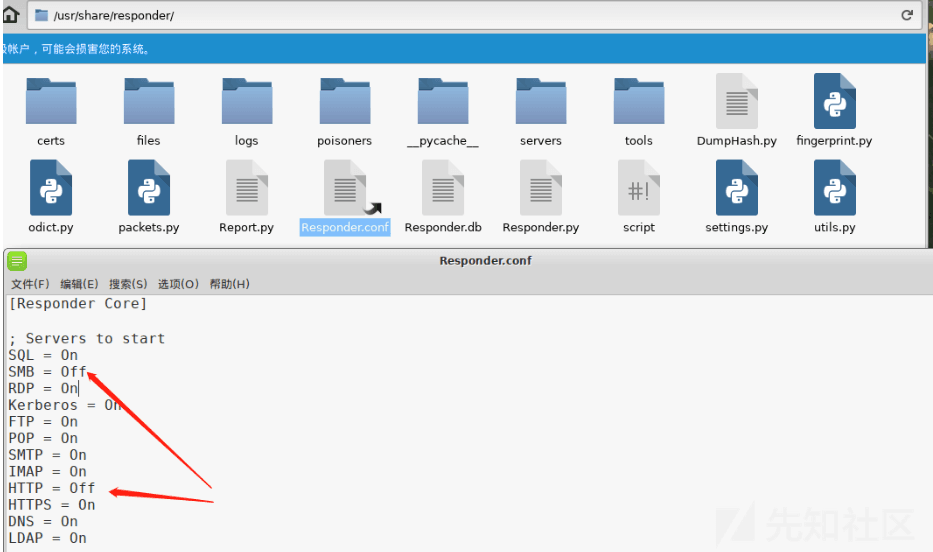 /usr/share/responder/
帐户，可能会损害您的系统。
certs files logs poisoners __pycache__ servers tools DumpHash.py fingerprint.py
odict.py packets.py Report.py Responder.conf Responder.db Responder.py script settings.py utils.py
Responder.conf
文件(F) 编辑(E) 搜索(S) 选项(O) 帮助(H)
[Responder Core]
; Servers to start
SQL = On
SMB = Off
RDP = On
Kerberos = On
FTP = On
POP = On
SMTP = On
IMAP = On
HTTP = Off
HTTPS = On
DNS = On
LDAP = On
先知社区